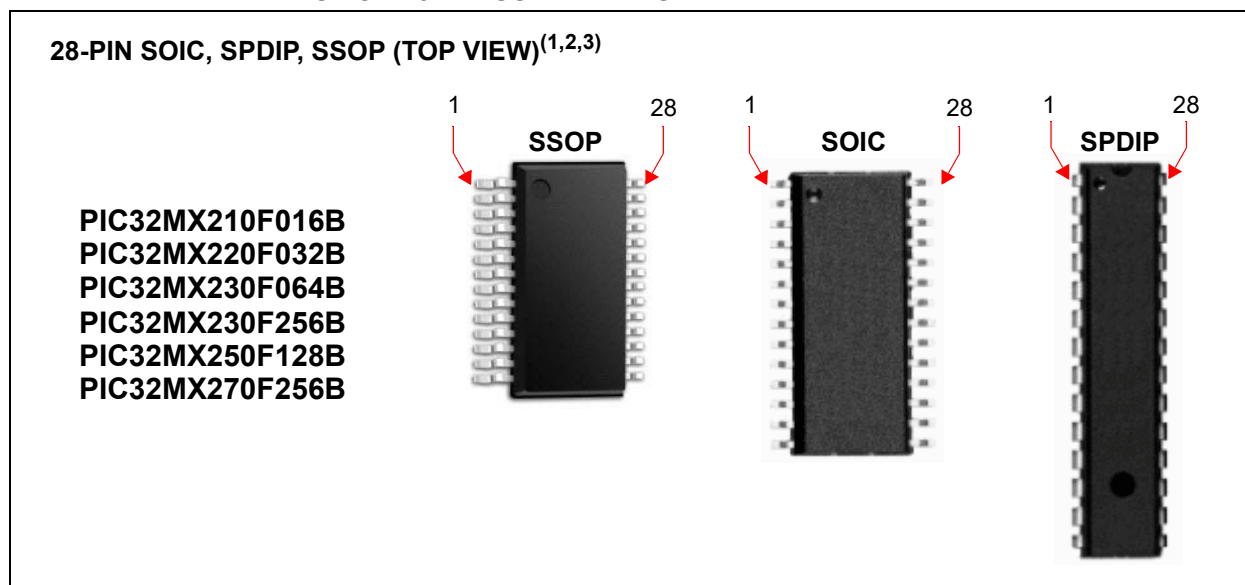 28-PIN SOIC, SPDIP, SSOP (TOP VIEW)(1,2,3)
1 28 1 28 1 28
SSOP SOIC SPDIP
PIC32MX210F016B
PIC32MX220F032B
PIC32MX230F064B
PIC32MX230F256B
PIC32MX250F128B
PIC32MX270F256B